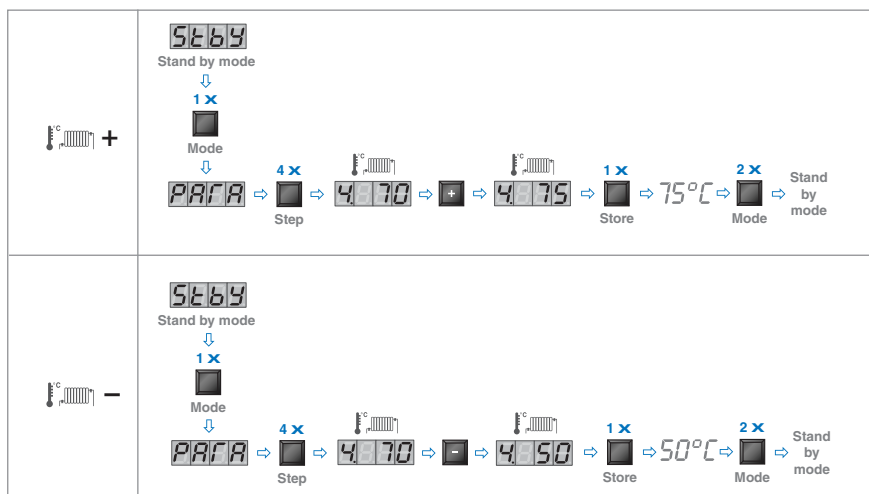 Stby
Stand by mode
1 X
Mode
°C
+
PARA
4 X
Step
°C
4. 70
+
°C
4. 75
1 X
Store
75°C
2 X
Mode
Stand
by
mode
Stby
Stand by mode
1 X
Mode
°C
−
PARA
4 X
Step
°C
4. 70
-
°C
4. 50
1 X
Store
50°C
2 X
Mode
Stand
by
mode